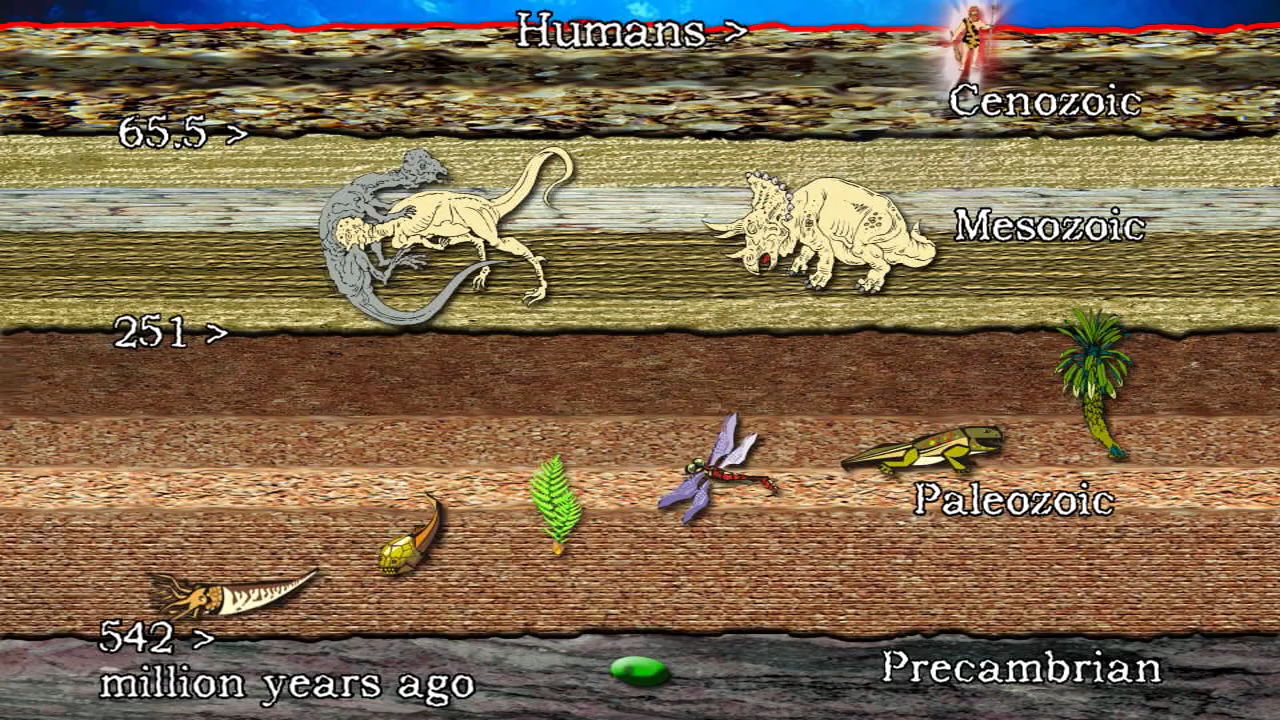 Humans >
Cenozoic
65.5 >
Mesozoic
251 >
Paleozoic
542 >
million years ago
Precambrian